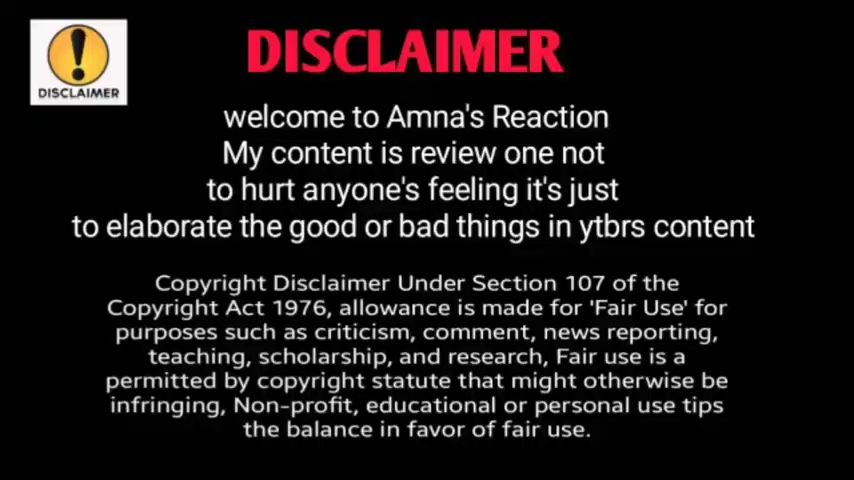 DISCLAIMER
DISCLAIMER
welcome to Amna's Reaction
My content is review one not
to hurt anyone's feeling it's just
to elaborate the good or bad things in ytbrs content
Copyright Disclaimer Under Section 107 of the
Copyright Act 1976, allowance is made for 'Fair Use' for
purposes such as criticism, comment, news reporting,
teaching, scholarship, and research, Fair use is a
permitted by copyright statute that might otherwise be
infringing, Non-profit, educational or personal use tips
the balance in favor of fair use.